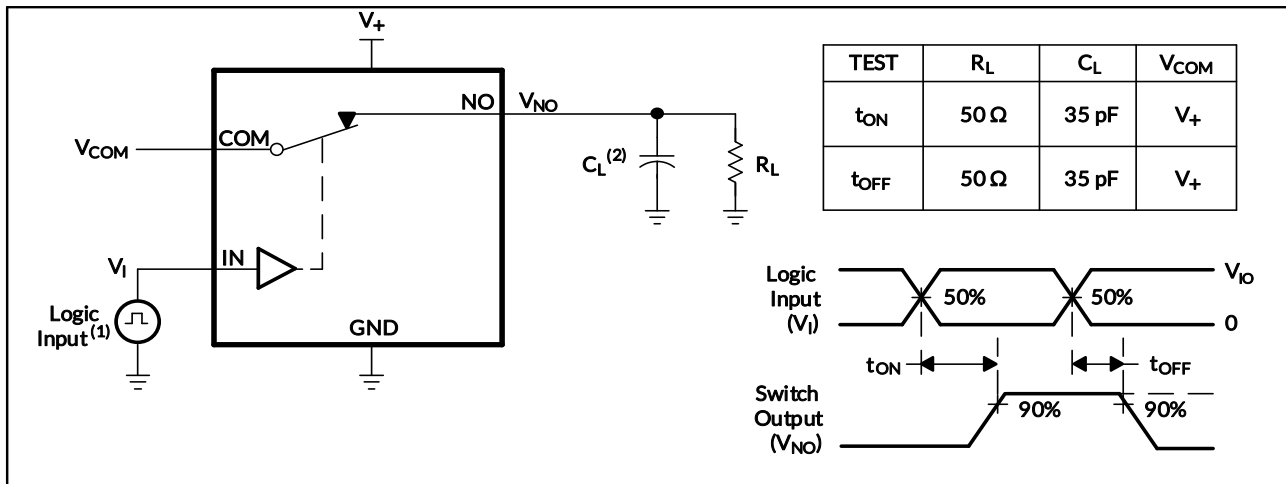 V+
NO
VNO
COM
VCOM
CL(2)
RL
VI
IN
Logic
Input(1)
GND
TEST RL CL VCOM
tON 50 Ω 35 pF V+
tOFF 50 Ω 35 pF V+
Logic
Input
(VI)
50%
50%
VIO
0
tON
tOFF
Switch
Output
(VNO)
90%
90%